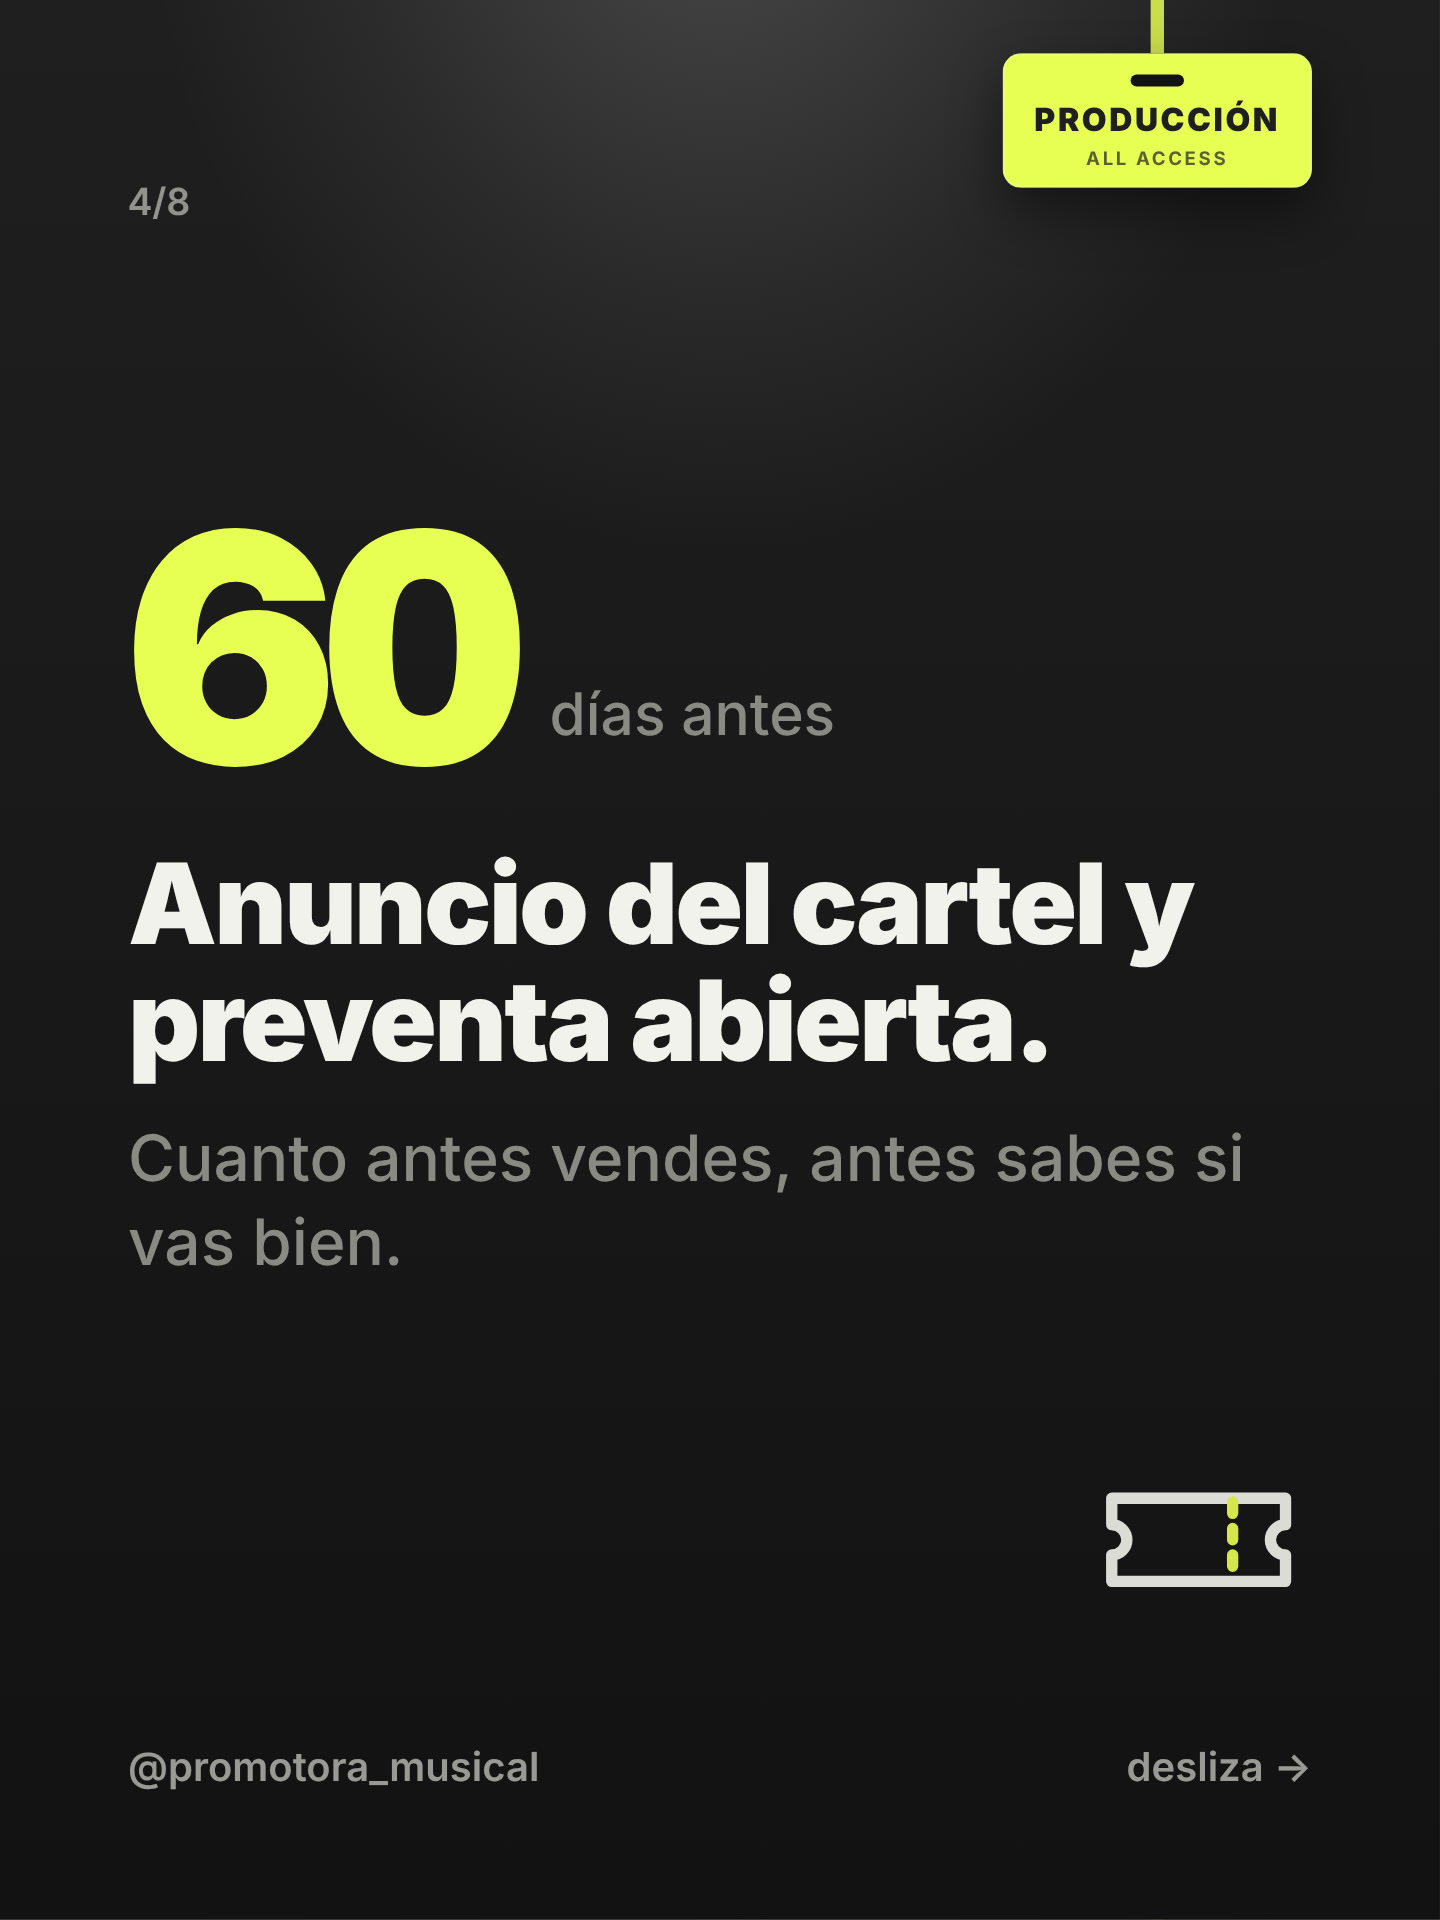 PRODUCCIÓN
ALL ACCESS
4/8
60 días antes
Anuncio del cartel y
preventa abierta.
Cuanto antes vendes, antes sabes si
vas bien.
@promotora_musical
desliza →